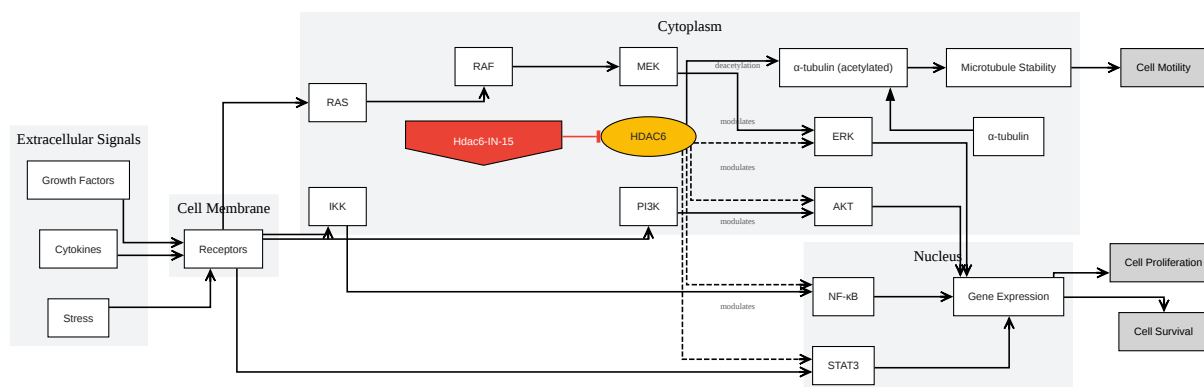 Cytoplasm
RAF
MEK
deacetylation
α-tubulin (acetylated)
Microtubule Stability
Cell Motility
RAS
Hdac6-IN-15
HDAC6
modulates
ERK
α-tubulin
Extracellular Signals
Growth Factors
Cytokines
Stress
Cell Membrane
Receptors
IKK
PI3K
modulates
AKT
modulates
Nucleus
NF-κB
Gene Expression
modulates
STAT3
Cell Proliferation
Cell Survival